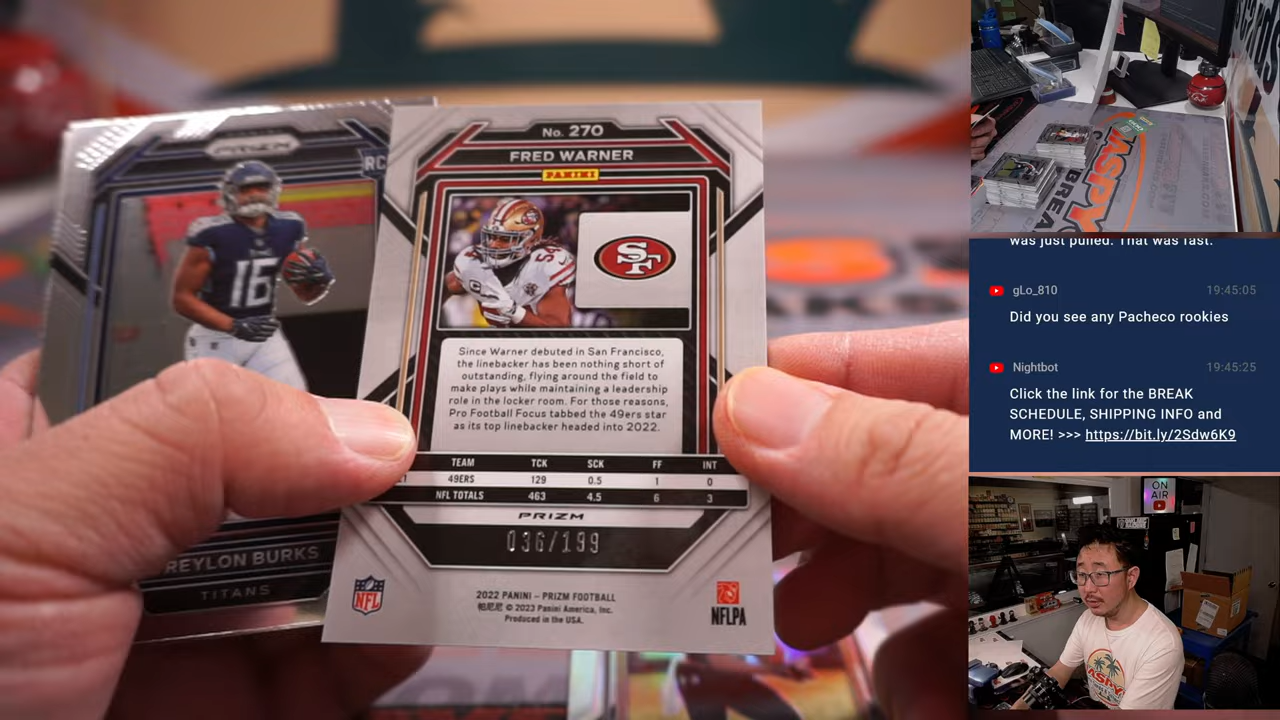 PRIZM
RC
16
REYLON BURKS
TITANS
No. 270
FRED WARNER
PANINI
SF
Since Warner debuted in San Francisco,
the linebacker has been nothing short of
outstanding, flying around the field to
make plays while maintaining a leadership
role in the locker room. For those reasons,
Pro Football Focus tabbed the 49ers star
as its top linebacker headed into 2022.
TEAM TCK SCK FF INT
49ERS 129 0.5 1 0
NFL TOTALS 463 4.5 6 3
PRIZM
036/199
NFL
2022 PANINI – PRIZM FOOTBALL
帕尼尼 © 2023 Panini America, Inc.
Produced in the USA.
NFLPA
was just pulled. That was fast.
gLo_810 19:45:05
Did you see any Pacheco rookies
Nightbot 19:45:25
Click the link for the BREAK
SCHEDULE, SHIPPING INFO and
MORE! >>> https://bit.ly/2Sdw6K9
ON
AIR